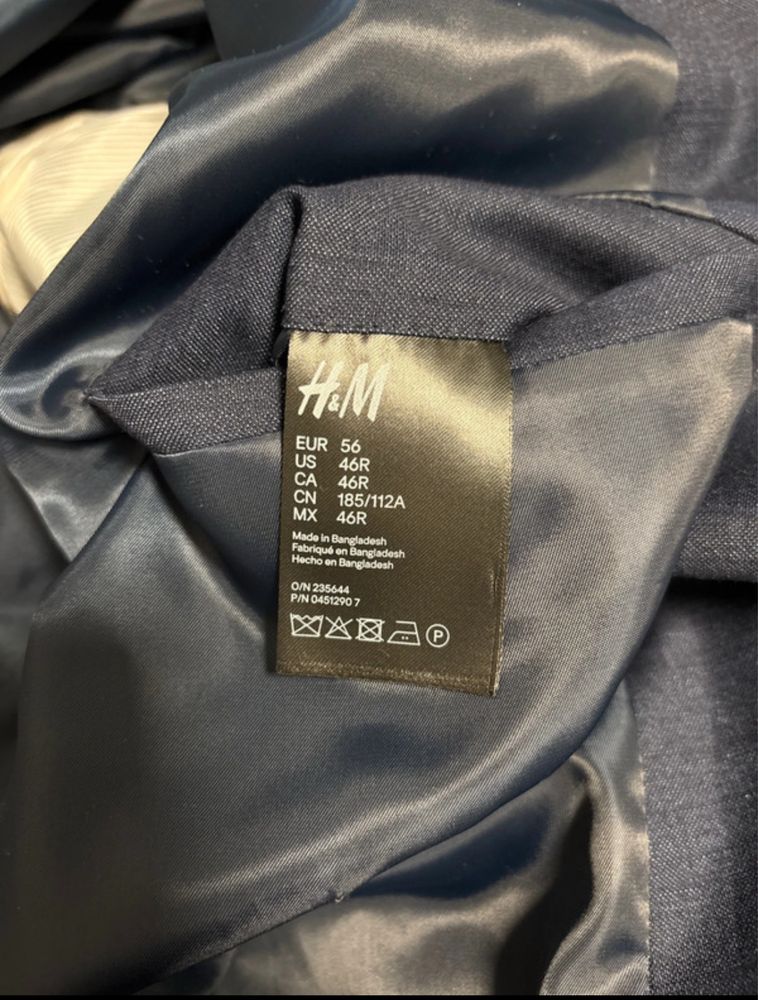 H&M
EUR 56
US 46R
CA 46R
CN 185/112A
MX 46R
Made in Bangladesh
Fabriqué en Bangladesh
Hecho en Bangladesh
O/N 235644
P/N 0451290 7
P